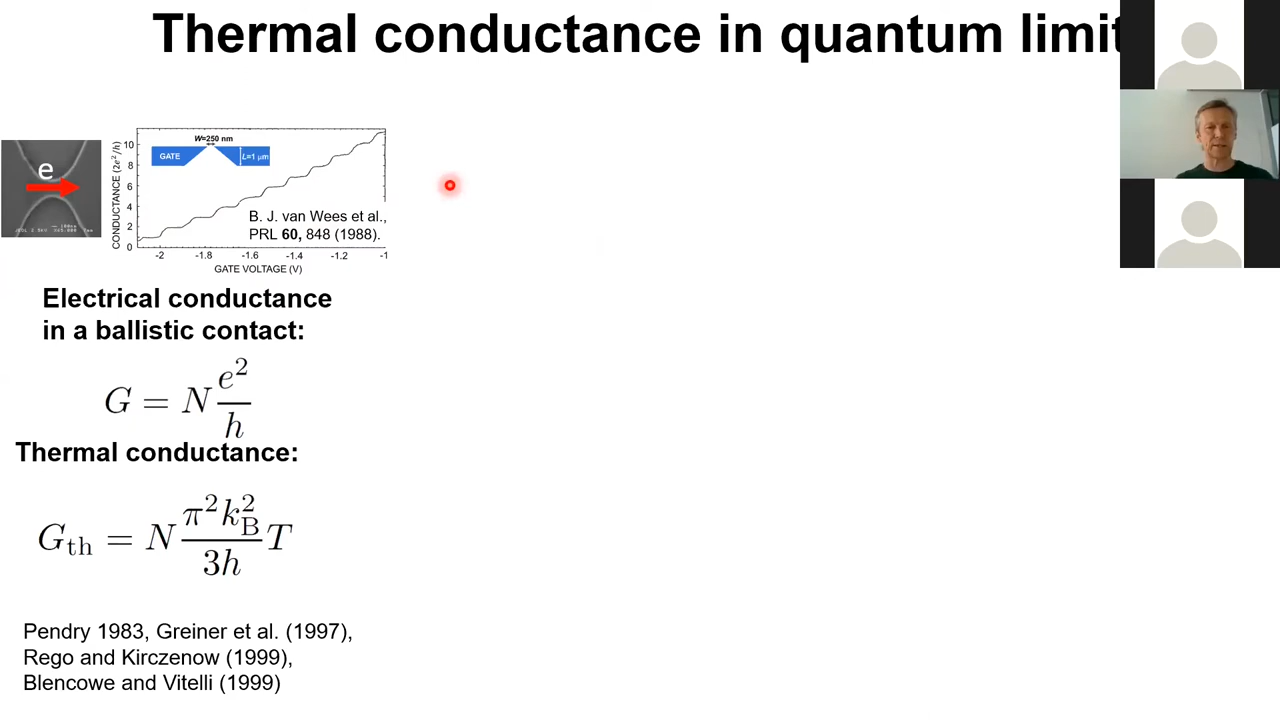 Thermal conductance in quantum limit
e
CONDUCTANCE (2e²/h)
10
8
6
4
2
0
W=250 nm
GATE
L=1 μm
B. J. van Wees et al.,
PRL 60, 848 (1988).
-2 -1.8 -1.6 -1.4 -1.2 -1
GATE VOLTAGE (V)
Electrical conductance
in a ballistic contact:
G = N e²/h
Thermal conductance:
G_th = N π²k_B²/3h T
Pendry 1983, Greiner et al. (1997),
Rego and Kirczenow (1999),
Blencowe and Vitelli (1999)